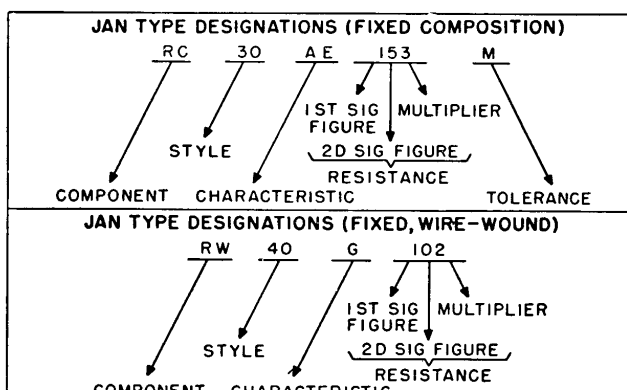 JAN TYPE DESIGNATIONS (FIXED COMPOSITION)
RC 30 AE 153 M
1ST SIG FIGURE MULTIPLIER
STYLE 2D SIG FIGURE
RESISTANCE
COMPONENT CHARACTERISTIC TOLERANCE
JAN TYPE DESIGNATIONS (FIXED, WIRE-WOUND)
RW 40 G 102
1ST SIG FIGURE MULTIPLIER
STYLE 2D SIG FIGURE
RESISTANCE
COMPONENT CHARACTERISTIC